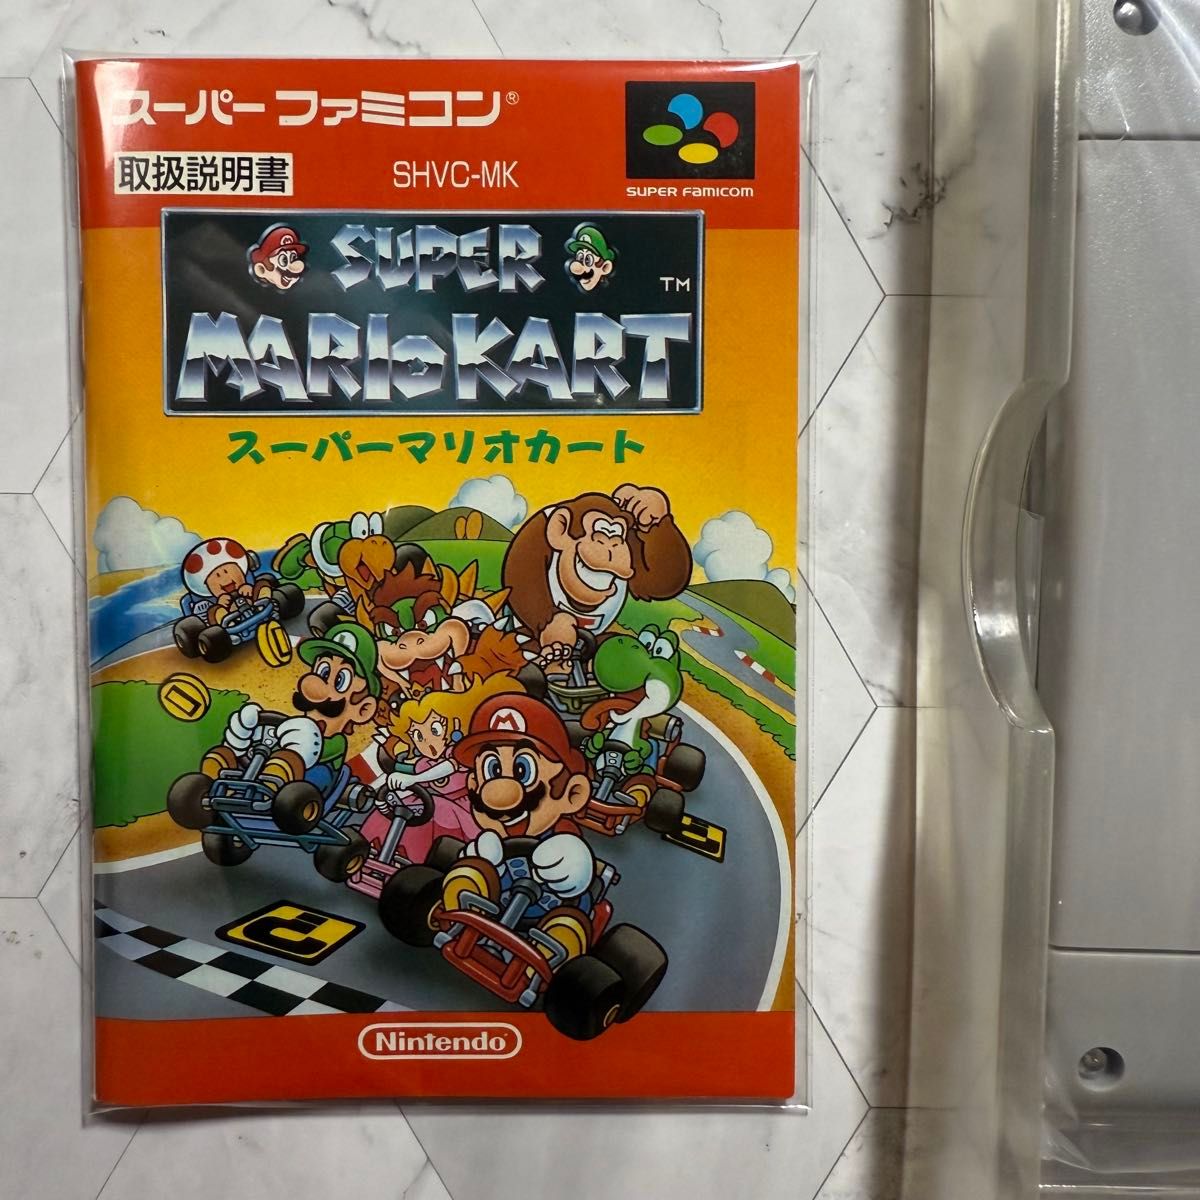 スーパーファミコン®
取扱説明書 SHVC-MK
SUPER FAMICOM
SUPER
MARIO KART TM
スーパーマリオカート
M
Nintendo®